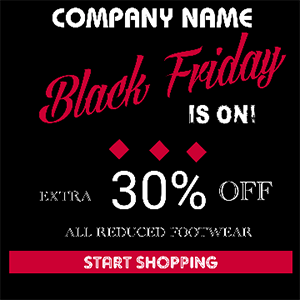 COMPANY NAME
Black Friday
IS ON!
EXTRA 30% OFF
ALL REDUCED FOOTWEAR
START SHOPPING